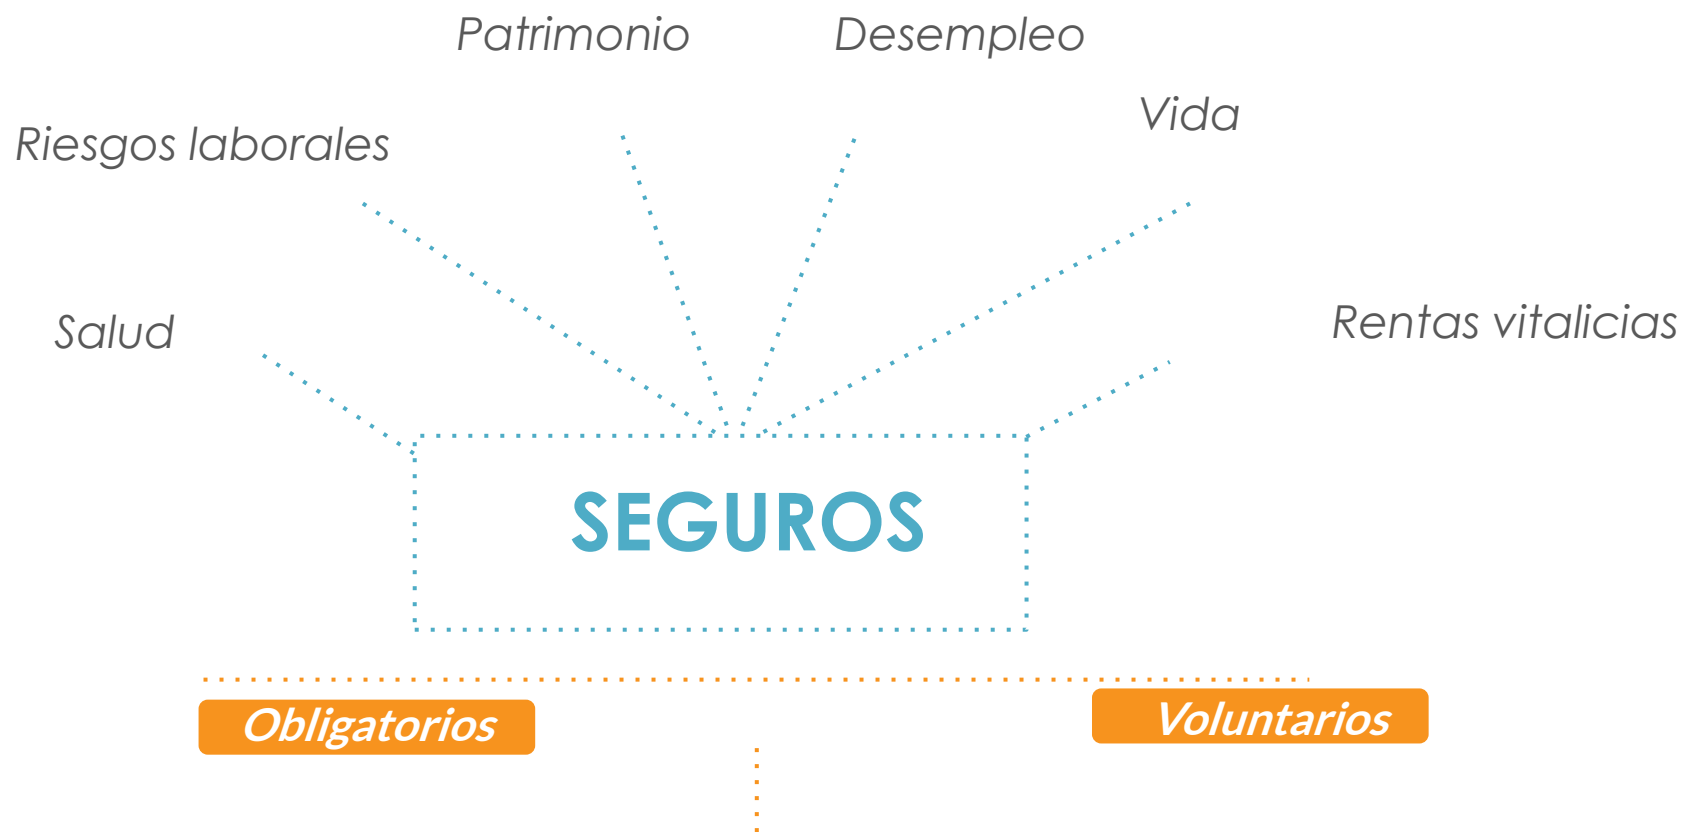 Patrimonio
Desempleo
Vida
Riesgos laborales
Salud
Rentas vitalicias
SEGUROS
Obligatorios
Voluntarios